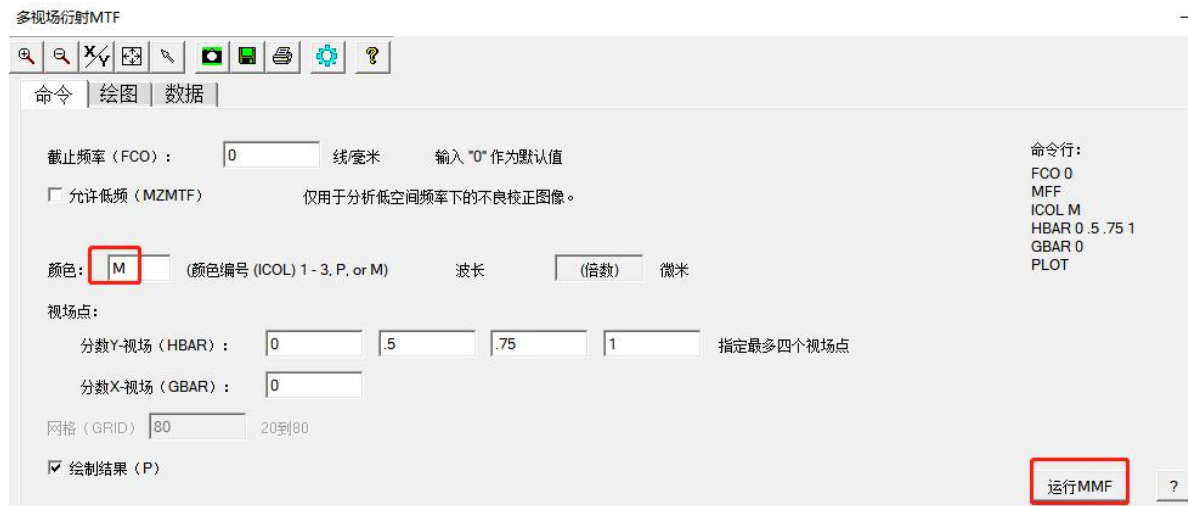 多视场衍射MTF
命令 绘图 数据
截止频率（FCO）： 0 线/毫米 输入 "0" 作为默认值
允许低频（MZMTF） 仅用于分析低空间频率下的不良校正图像。
颜色： M (颜色编号 (ICOL) 1 - 3, P, or M) 波长 (倍数) 微米
视场点：
分数Y-视场（HBAR）： 0 .5 .75 1 指定最多四个视场点
分数X-视场（GBAR）： 0
网格（GRID） 80 20到80
绘制结果（P）
命令行：
FCO 0
MFF
ICOL M
HBAR 0 .5 .75 1
GBAR 0
PLOT
运行MMF ?